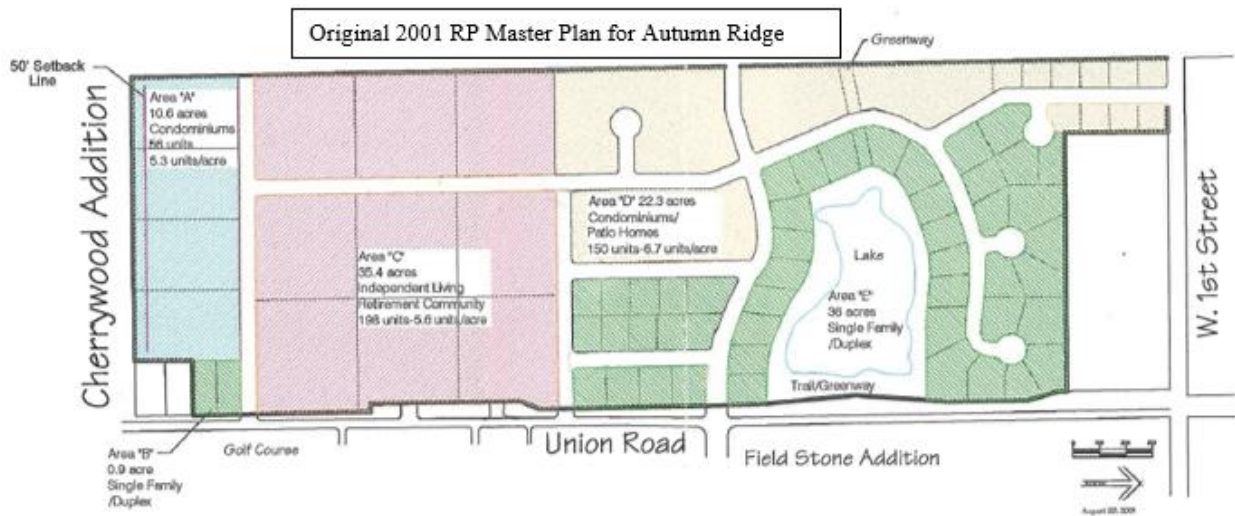 Original 2001 RP Master Plan for Autumn Ridge
Greenway
50' Setback
Line
Cherrywood Addition
Area "A"
10.6 acres
Condominiums
56 units
5.3 units/acre
Area "D" 22.3 acres
Condominiums/
Patio Homes
150 units-6.7 units/acre
Area "C"
35.4 acres
Independent Living
Retirement Community
198 units-5.6 units/acre
Lake
Area "E"
36 acres
Single Family
/Duplex
Trail/Greenway
W. 1st Street
Area "B"
0.9 acre
Single Family
/Duplex
Golf Course
Union Road
Field Stone Addition